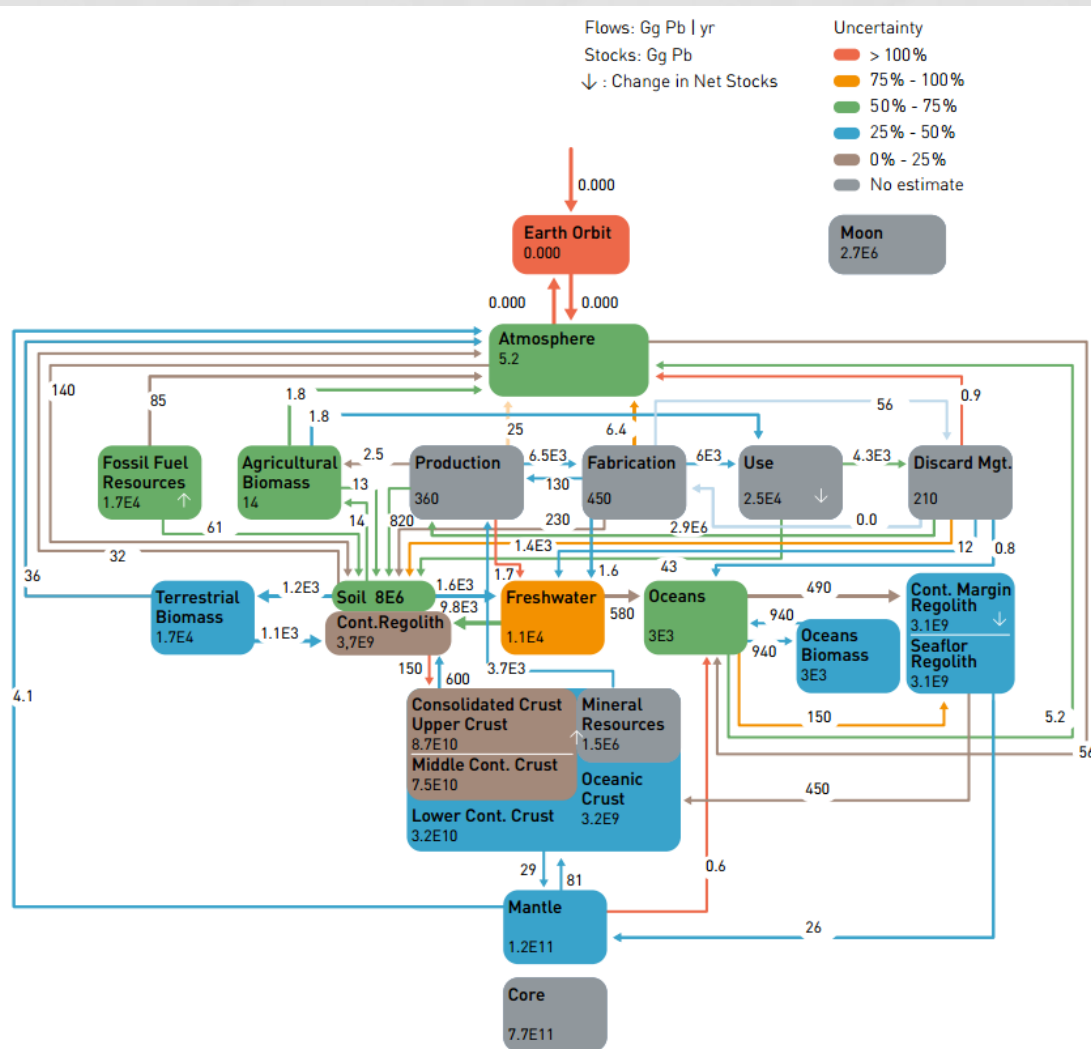 Flows: Gg Pb | yr
Stocks: Gg Pb
↓ : Change in Net Stocks
Uncertainty
> 100%
75% - 100%
50% - 75%
25% - 50%
0% - 25%
No estimate
0.000
Earth Orbit
0.000
Moon
2.7E6
0.000
0.000
Atmosphere
5.2
140
85
1.8
1.8
25
6.4
56
0.9
Fossil Fuel
Resources
1.7E4
Agricultural
Biomass
14
2.5
Production
360
6.5E3
130
Fabrication
450
6E3
Use
2.5E4
4.3E3
Discard Mgt.
210
13
14
820
230
2.9E6
0.0
61
32
1.4E3
43
12
0.8
36
Terrestrial
Biomass
1.7E4
1.2E3
1.1E3
Soil 8E6
Cont.Regolith
3,7E9
1.6E3
9.8E3
1.7
1.6
Freshwater
1.1E4
580
Oceans
3E3
490
940
940
Oceans
Biomass
3E3
Cont. Margin
Regolith
3.1E9
Seaflor
Regolith
3.1E9
150
600
3.7E3
4.1
150
5.2
56
Consolidated Crust
Upper Crust
8.7E10
Middle Cont. Crust
7.5E10
Lower Cont. Crust
3.2E10
Mineral
Resources
1.5E6
Oceanic
Crust
3.2E9
450
29
81
0.6
Mantle
1.2E11
26
Core
7.7E11